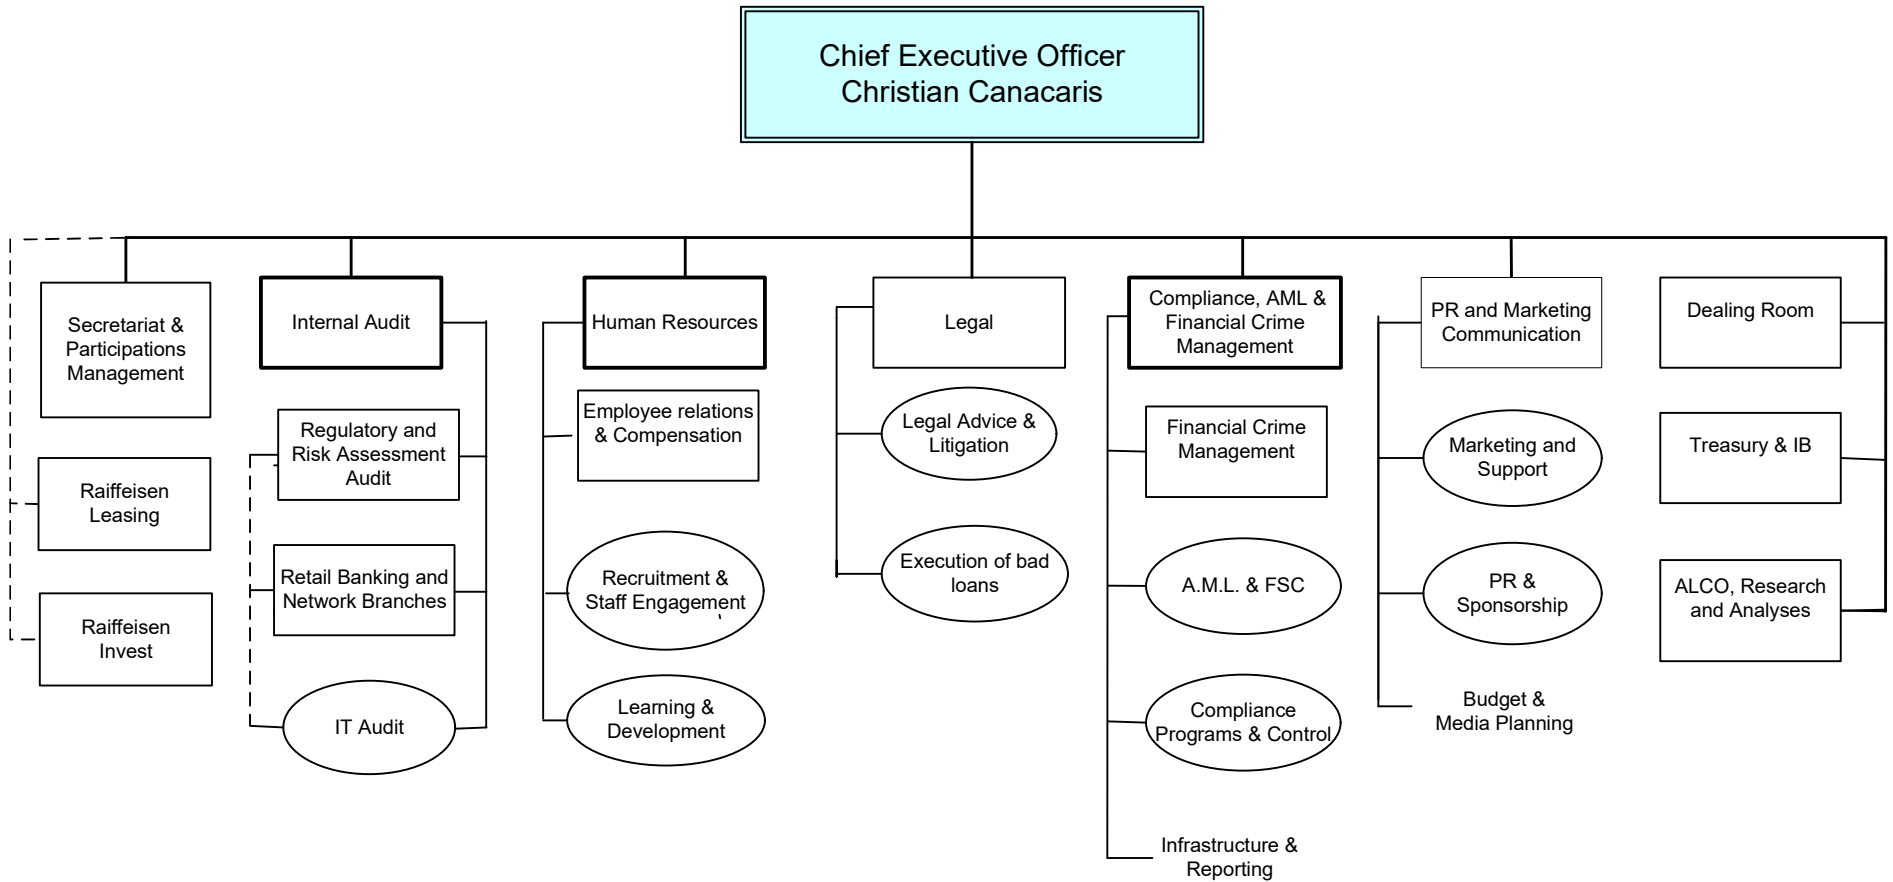 Chief Executive Officer
Christian Canacaris
Secretariat &
Participations
Management
Raiffeisen
Leasing
Raiffeisen
Invest
Internal Audit
Regulatory and
Risk Assessment
Audit
Retail Banking and
Network Branches
IT Audit
Human Resources
Employee relations
& Compensation
Recruitment &
Staff Engagement
Learning &
Development
Legal
Legal Advice &
Litigation
Execution of bad
loans
Compliance, AML &
Financial Crime
Management
Financial Crime
Management
A.M.L. & FSC
Compliance
Programs & Control
Infrastructure &
Reporting
PR and Marketing
Communication
Marketing and
Support
PR &
Sponsorship
Budget &
Media Planning
Dealing Room
Treasury & IB
ALCO, Research
and Analyses